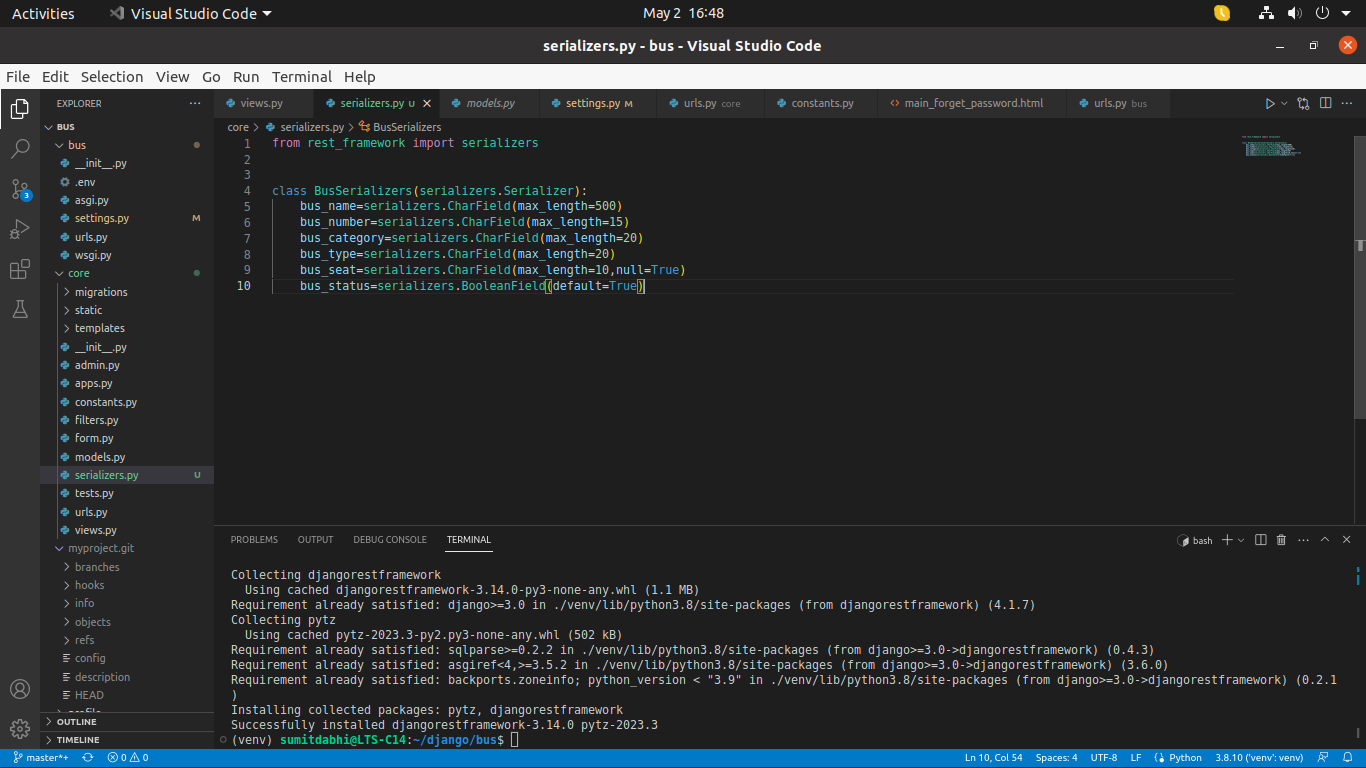 Activities Visual Studio Code May 2 16:48
serializers.py - bus - Visual Studio Code
File Edit Selection View Go Run Terminal Help
EXPLORER
BUS
bus
__init__.py
.env
asgi.py
settings.py M
urls.py
wsgi.py
core
migrations
static
templates
__init__.py
admin.py
apps.py
constants.py
filters.py
form.py
models.py
serializers.py U
tests.py
urls.py
views.py
myproject.git
branches
hooks
info
objects
refs
config
description
HEAD
profile
OUTLINE
TIMELINE
3
views.py serializers.py U models.py settings.py M urls.py core constants.py main_forget_password.html urls.py bus
core > serializers.py > BusSerializers
1 from rest_framework import serializers
2
3
4 class BusSerializers(serializers.Serializer):
5 bus_name=serializers.CharField(max_length=500)
6 bus_number=serializers.CharField(max_length=15)
7 bus_category=serializers.CharField(max_length=20)
8 bus_type=serializers.CharField(max_length=20)
9 bus_seat=serializers.CharField(max_length=10,null=True)
10 bus_status=serializers.BooleanField(default=True)
PROBLEMS OUTPUT DEBUG CONSOLE TERMINAL bash
Collecting djangorestframework
Using cached djangorestframework-3.14.0-py3-none-any.whl (1.1 MB)
Requirement already satisfied: django>=3.0 in ./venv/lib/python3.8/site-packages (from djangorestframework) (4.1.7)
Collecting pytz
Using cached pytz-2023.3-py2.py3-none-any.whl (502 kB)
Requirement already satisfied: sqlparse>=0.2.2 in ./venv/lib/python3.8/site-packages (from django>=3.0->djangorestframework) (0.4.3)
Requirement already satisfied: asgiref<4,>=3.5.2 in ./venv/lib/python3.8/site-packages (from django>=3.0->djangorestframework) (3.6.0)
Requirement already satisfied: backports.zoneinfo; python_version < "3.9" in ./venv/lib/python3.8/site-packages (from django>=3.0->djangorestframework) (0.2.1
)
Installing collected packages: pytz, djangorestframework
Successfully installed djangorestframework-3.14.0 pytz-2023.3
(venv) sumitdabhi@LTS-C14:~/django/bus$
master*+ 0 0 Ln 10, Col 54 Spaces: 4 UTF-8 LF Python 3.8.10 ('venv': venv)